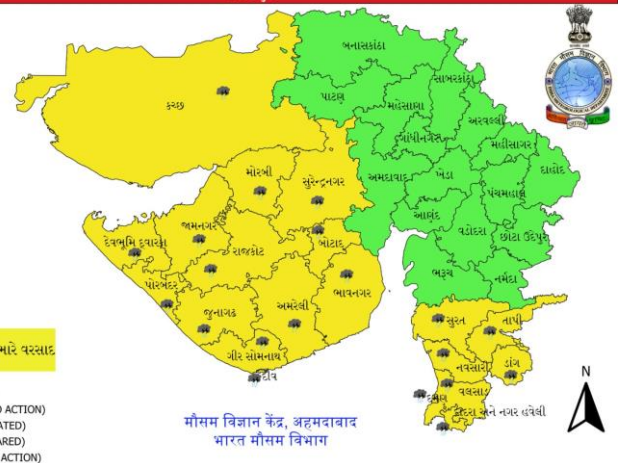 બનાસકાંઠા
સાબરકાંઠા
પાટણ
મહેસાણા
કચ્છ
અરવલ્લી
ગાંધીનગર
મહીસાગર
મોરબી
સુરેન્દ્રનગર
અમદાવાદ
ખેડા
પંચમહાલ
દાહોદ
જામનગર
આણંદ
દેવભૂમિ દ્વારકા
રાજકોટ
બોટાદ
વડોદરા
છોટા ઉદેપુર
પોરબંદર
ભાવનગર
ભરૂચ
નર્મદા
જુનાગઢ
અમરેલી
સુરત
તાપી
ગીર સોમનાથ
નવસારી
ડાંગ
દીવ
વલસાડ
દમણ
દાદરા અને નગર હવેલી
વરસાદ
N
ACTION)
मौसम विज्ञान केंद्र, अहमदाबाद
भारत मौसम विभाग
ACTION)